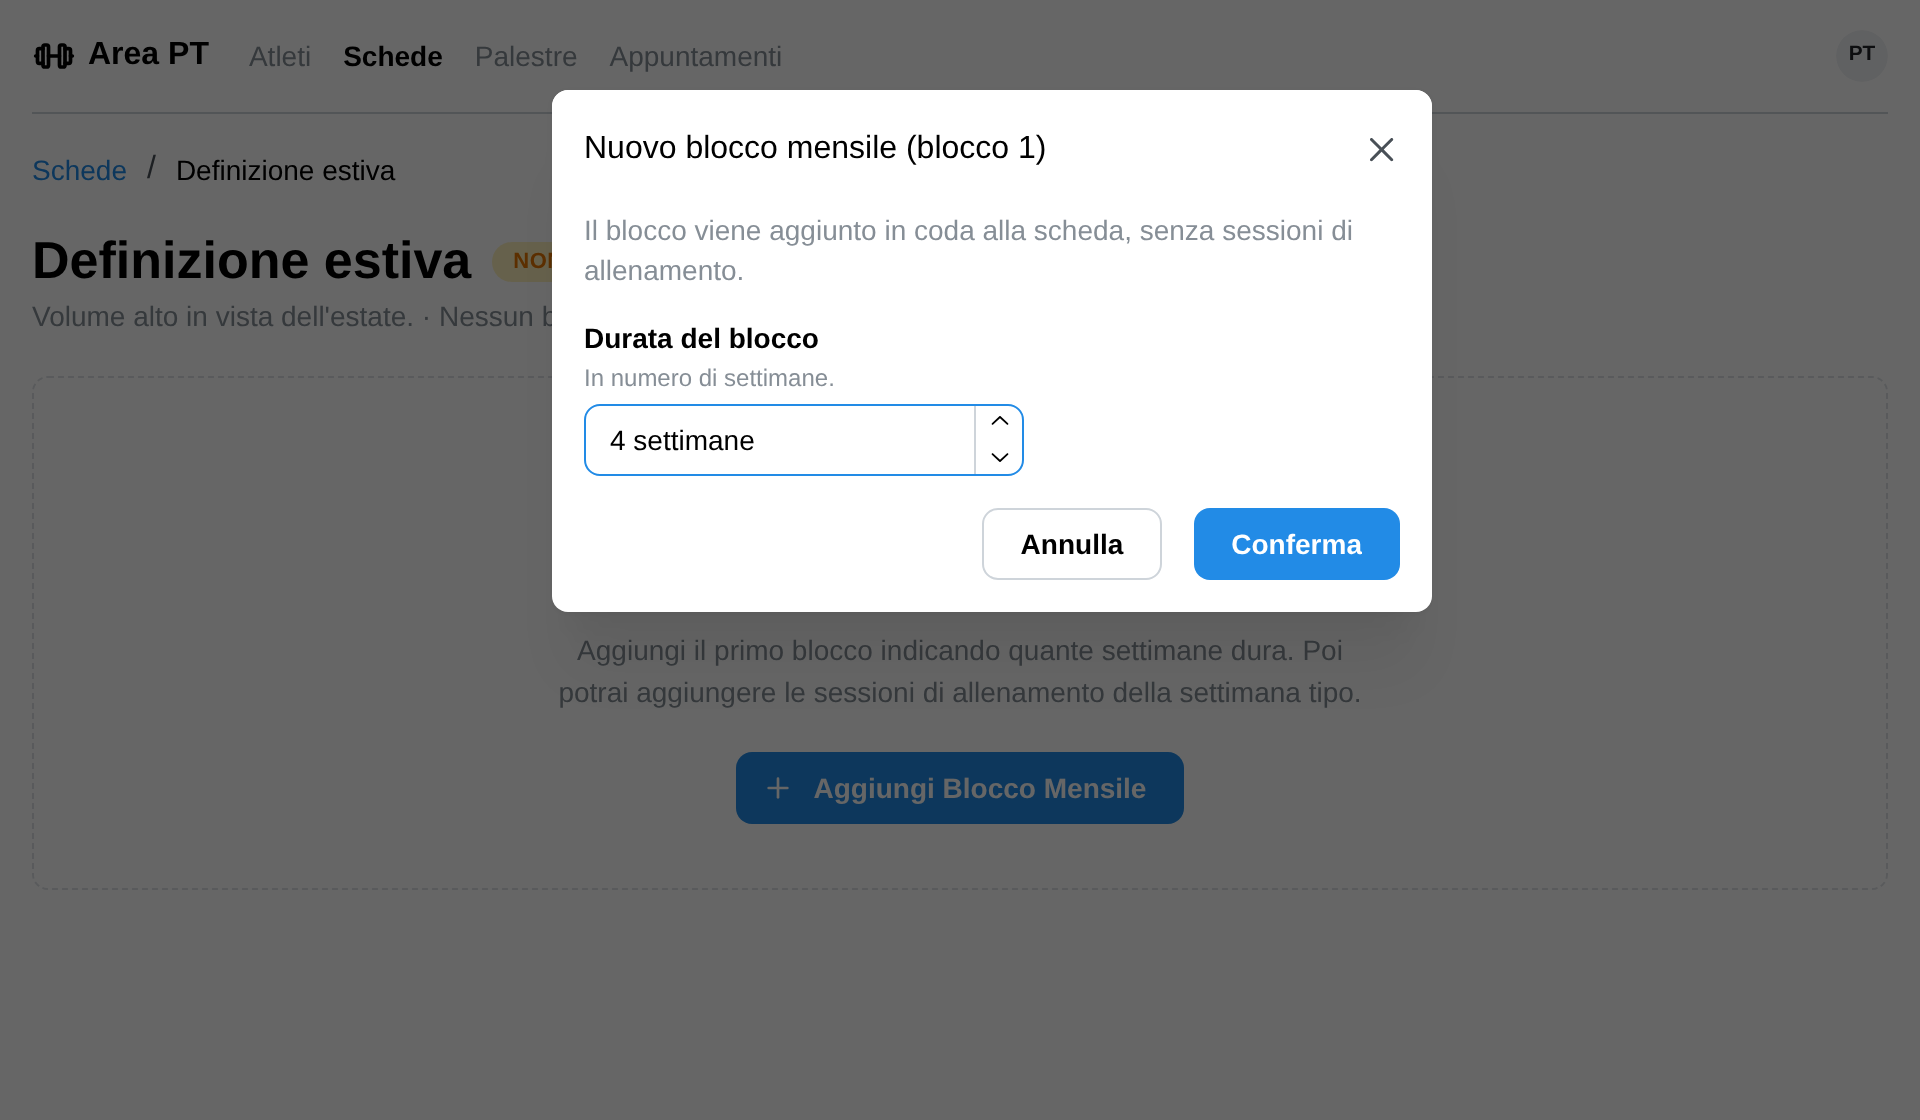 Area PT
Atleti
Schede
Palestre
Appuntamenti
PT
Schede / Definizione estiva
Definizione estiva
Volume alto in vista dell'estate. · Nessun
Nuovo blocco mensile (blocco 1)
Il blocco viene aggiunto in coda alla scheda, senza sessioni di
allenamento.
Durata del blocco
In numero di settimane.
4 settimane
Annulla
Conferma
Aggiungi il primo blocco indicando quante settimane dura. Poi
potrai aggiungere le sessioni di allenamento della settimana tipo.
Aggiungi Blocco Mensile